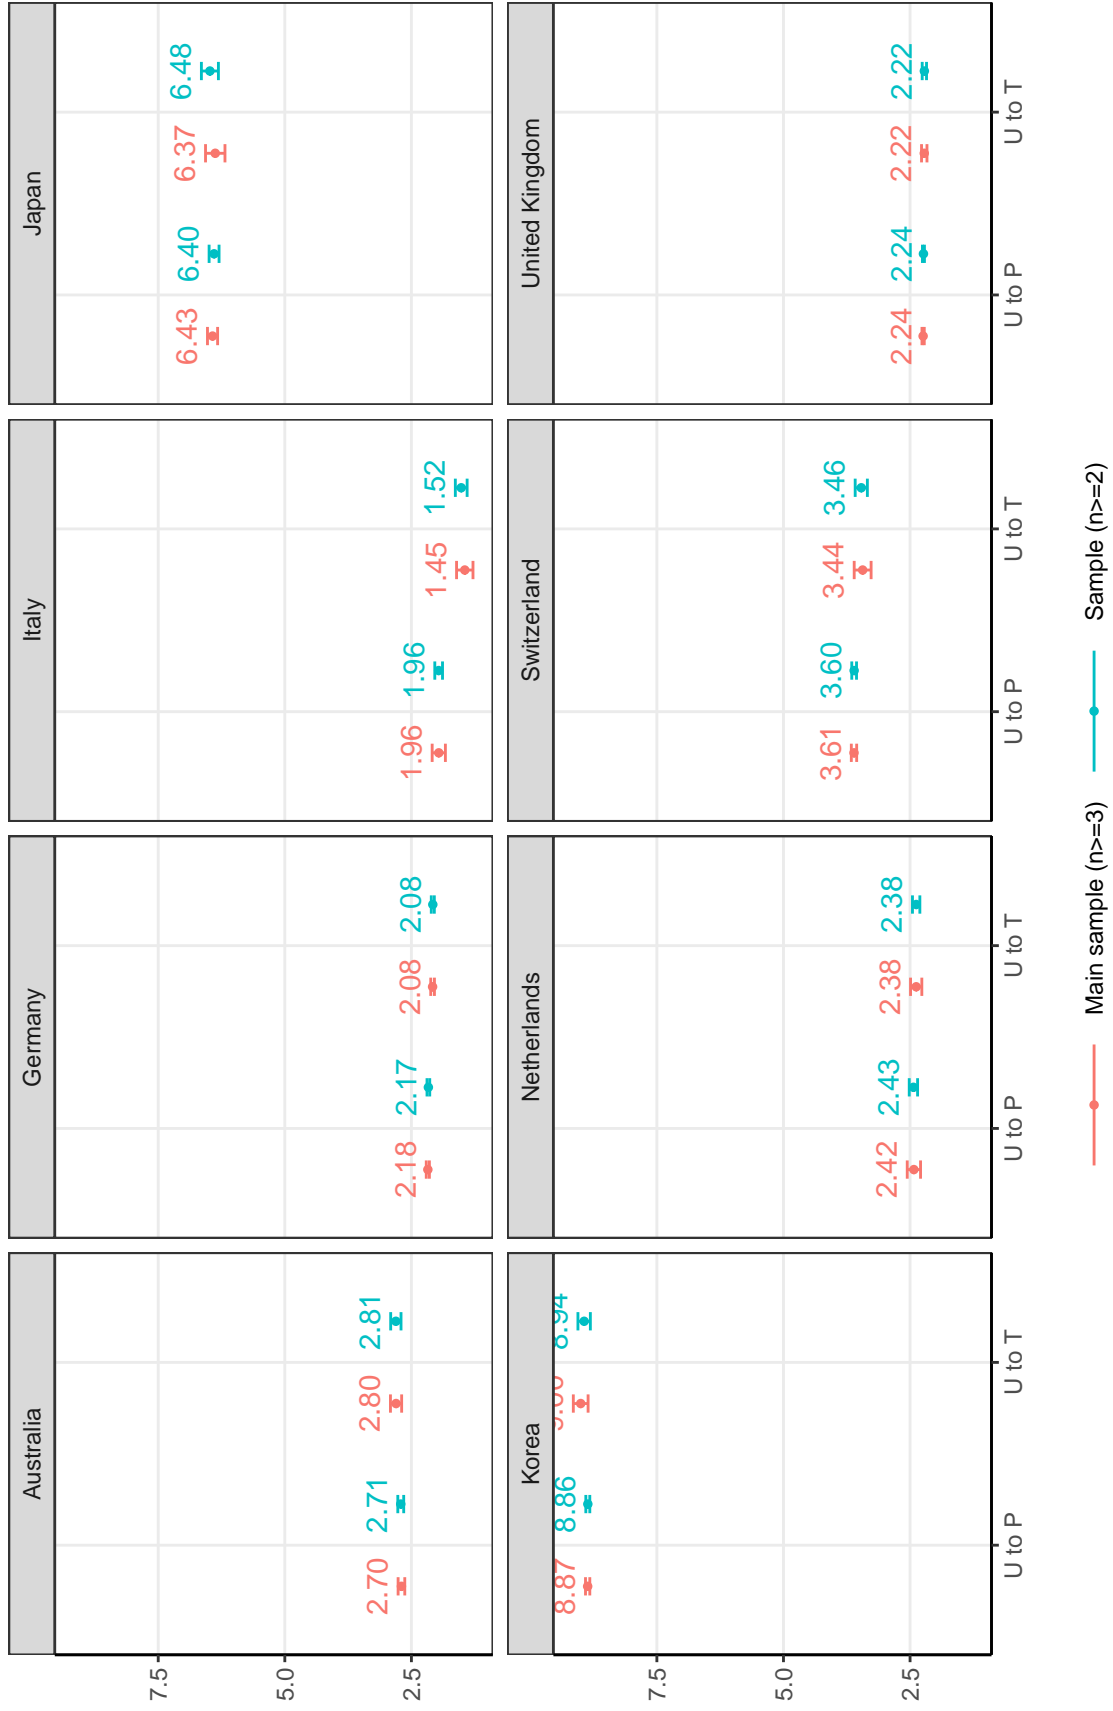 Australia
Germany
Italy
Japan
7.5
5.0
2.5
2.70
2.71
2.80
2.81
2.18
2.17
2.08
2.08
1.96
1.96
1.45
1.52
6.43
6.40
6.37
6.48
Korea
Netherlands
Switzerland
United Kingdom
7.5
5.0
2.5
8.87
8.86
8.94
2.42
2.43
2.38
2.38
3.61
3.60
3.44
3.46
2.24
2.24
2.22
2.22
U to P
U to T
U to P
U to T
U to P
U to T
U to P
U to T
Main sample (n>=3)
Sample (n>=2)